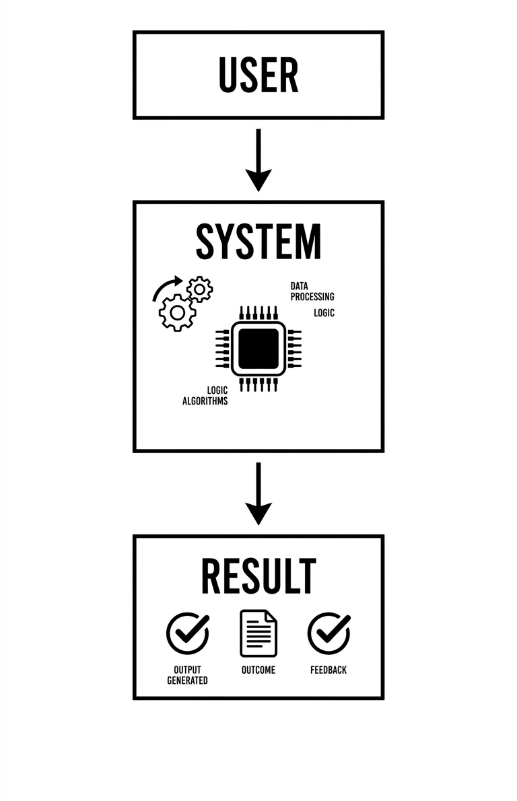 USER
SYSTEM
DATA
PROCESSING
LOGIC
LOGIC
ALGORITHMS
RESULT
OUTPUT
GENERATED
OUTCOME
FEEDBACK